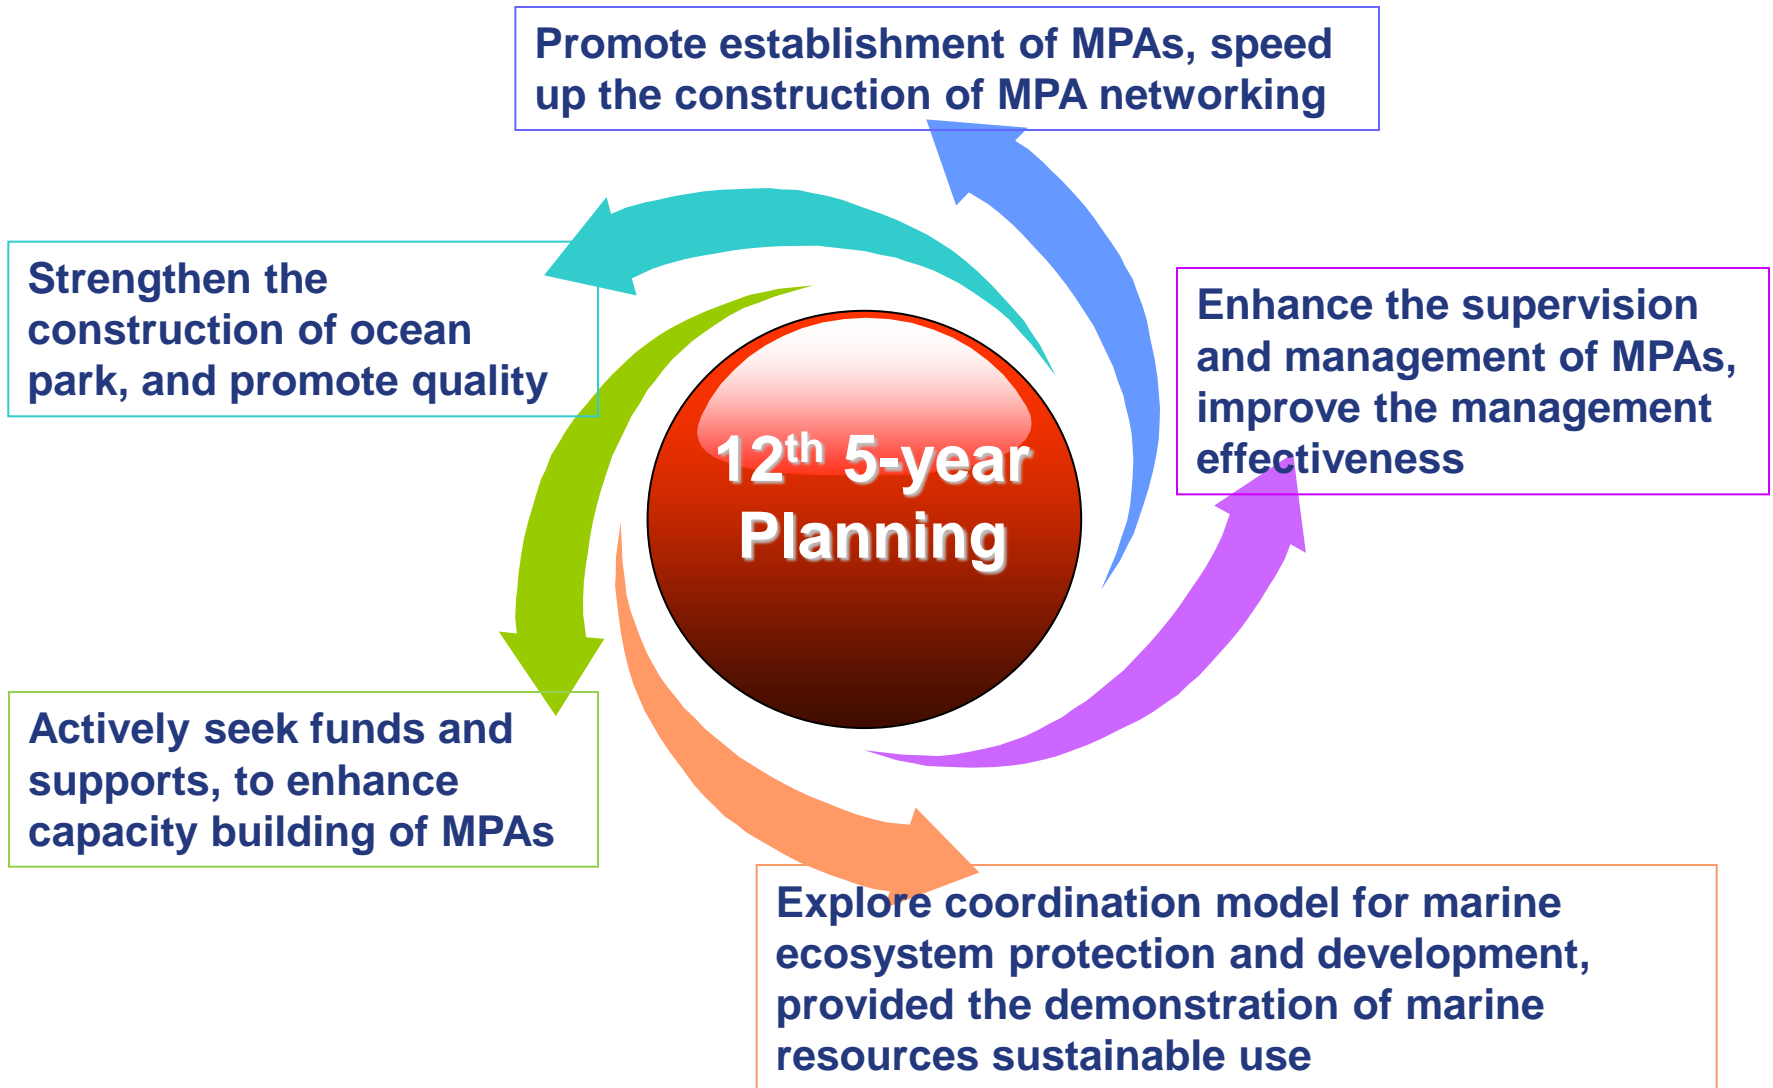 Promote establishment of MPAs, speed
up the construction of MPA networking
Strengthen the
construction of ocean
park, and promote quality
Enhance the supervision
and management of MPAs,
improve the management
effectiveness
12th 5-year
Planning
Actively seek funds and
supports, to enhance
capacity building of MPAs
Explore coordination model for marine
ecosystem protection and development,
provided the demonstration of marine
resources sustainable use